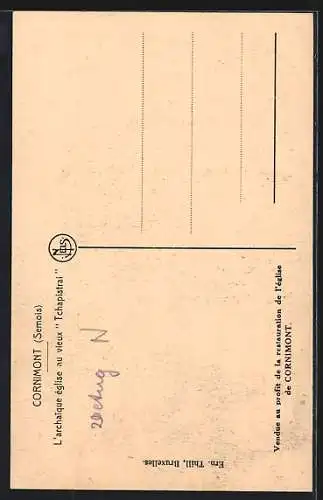 CORNIMONT (Semois)
L'archaïque église au vieux "Tchapistrai"
N
Ern. Thill, Bruxelles.
Vendue au profit de la restauration de l'église
de CORNIMONT.